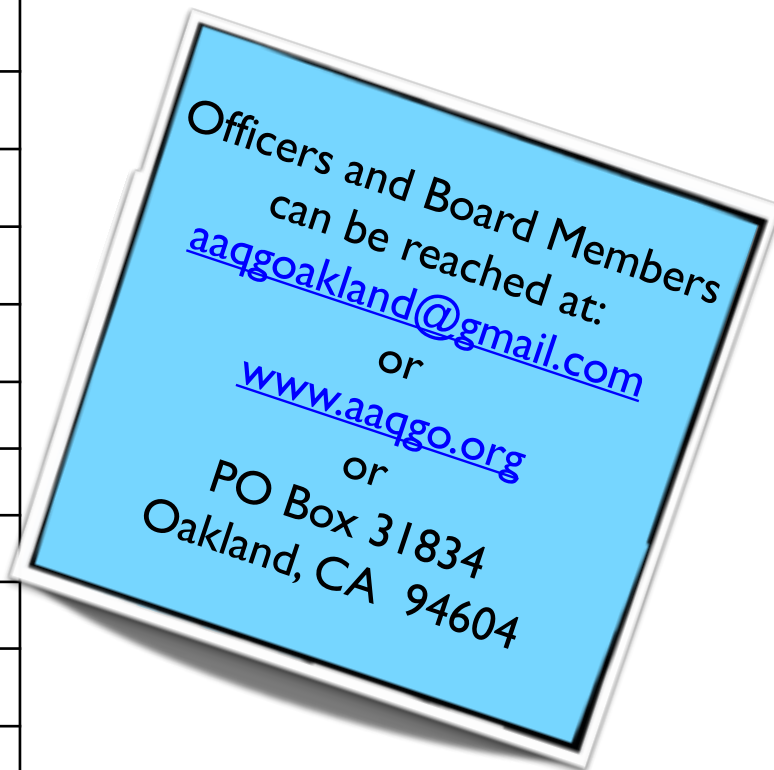 Officers and Board Members
can be reached at:
aaqgoakland@gmail.com
or
www.aaqgo.org
or
PO Box 31834
Oakland, CA  94604